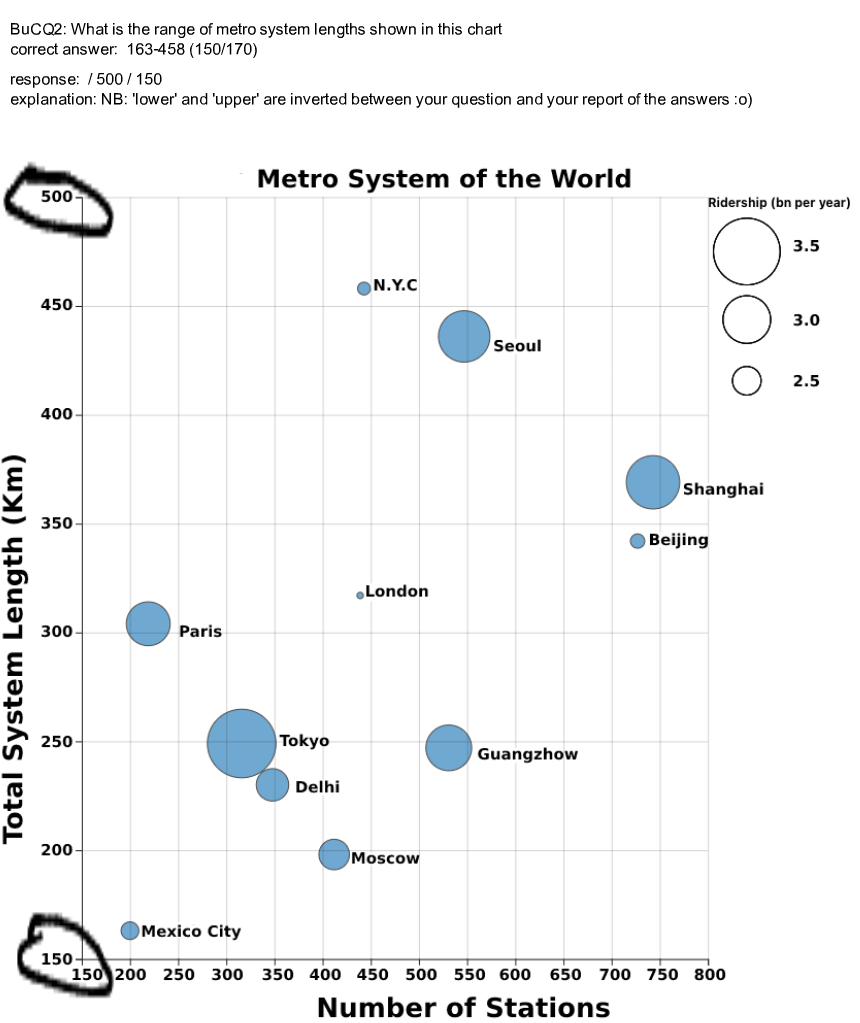 BuCQ2: What is the range of metro system lengths shown in this chart
correct answer:  163-458 (150/170)
response:  / 500 / 150
explanation: NB: 'lower' and 'upper' are inverted between your question and your report of the answers :o)
Metro System of the World
Ridership (bn per year)
3.5
3.0
2.5
Total System Length (Km)
500
450
400
350
300
250
200
150
N.Y.C
Seoul
Shanghai
Beijing
London
Paris
Tokyo
Guangzhow
Delhi
Moscow
Mexico City
150 200 250 300 350 400 450 500 550 600 650 700 750 800
Number of Stations